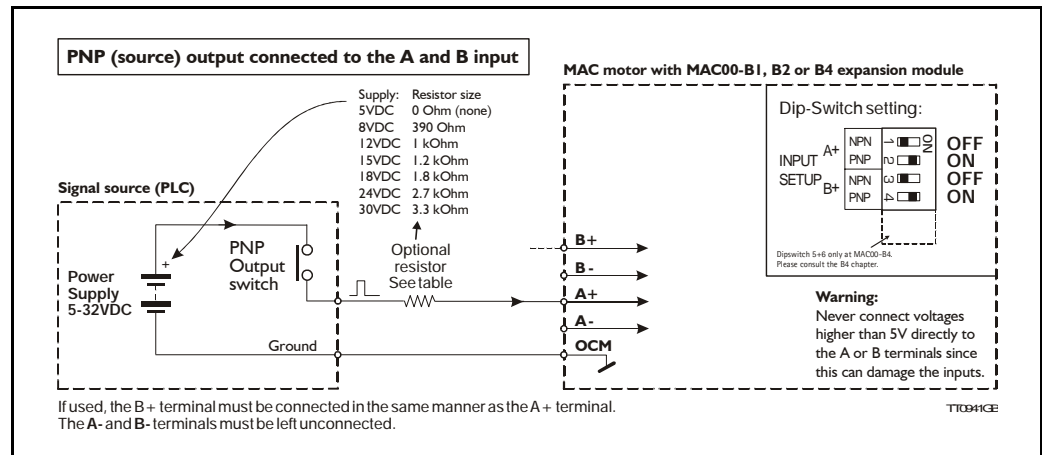 PNP (source) output connected to the A and B input
MAC motor with MAC00-B1, B2 or B4 expansion module
Supply: Resistor size
5VDC 0 Ohm (none)
8VDC 390 Ohm
12VDC 1 kOhm
15VDC 1.2 kOhm
18VDC 1.8 kOhm
24VDC 2.7 kOhm
30VDC 3.3 kOhm
Optional
resistor
See table
Signal source (PLC)
+
PNP
Output
switch
Power
Supply
5-32VDC
Ground
B+
B-
A+
A-
OCM
Dip-Switch setting:
INPUT
SETUP
A+
B+
NPN 1 ON OFF
PNP 2 ON
NPN 3 OFF
PNP 4 ON
Dipswitch 5+6 only at MAC00-B4.
Please consult the B4 chapter.
Warning:
Never connect voltages
higher than 5V directly to
the A or B terminals since
this can damage the inputs.
If used, the B+ terminal must be connected in the same manner as the A+ terminal.
The A- and B- terminals must be left unconnected.
TT0941GB